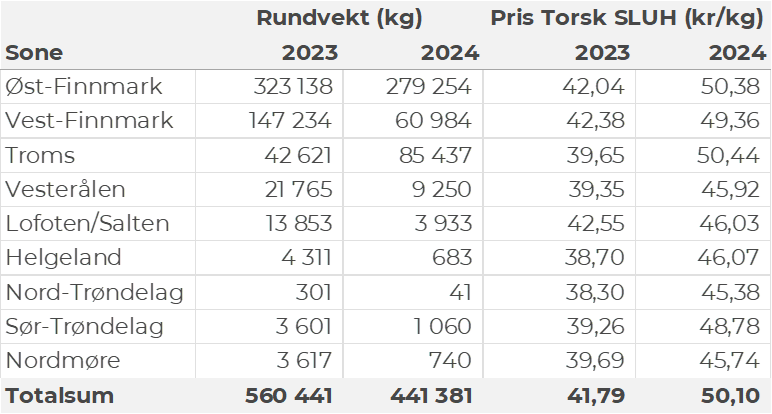 Rundvekt (kg) Pris Torsk SLUH (kr/kg)
Sone 2023 2024 2023 2024
Øst-Finnmark 323 138 279 254 42,04 50,38
Vest-Finnmark 147 234 60 984 42,38 49,36
Troms 42 621 85 437 39,65 50,44
Vesterålen 21 765 9 250 39,35 45,92
Lofoten/Salten 13 853 3 933 42,55 46,03
Helgeland 4 311 683 38,70 46,07
Nord-Trøndelag 301 41 38,30 45,38
Sør-Trøndelag 3 601 1 060 39,26 48,78
Nordmøre 3 617 740 39,69 45,74
Totalsum 560 441 441 381 41,79 50,10